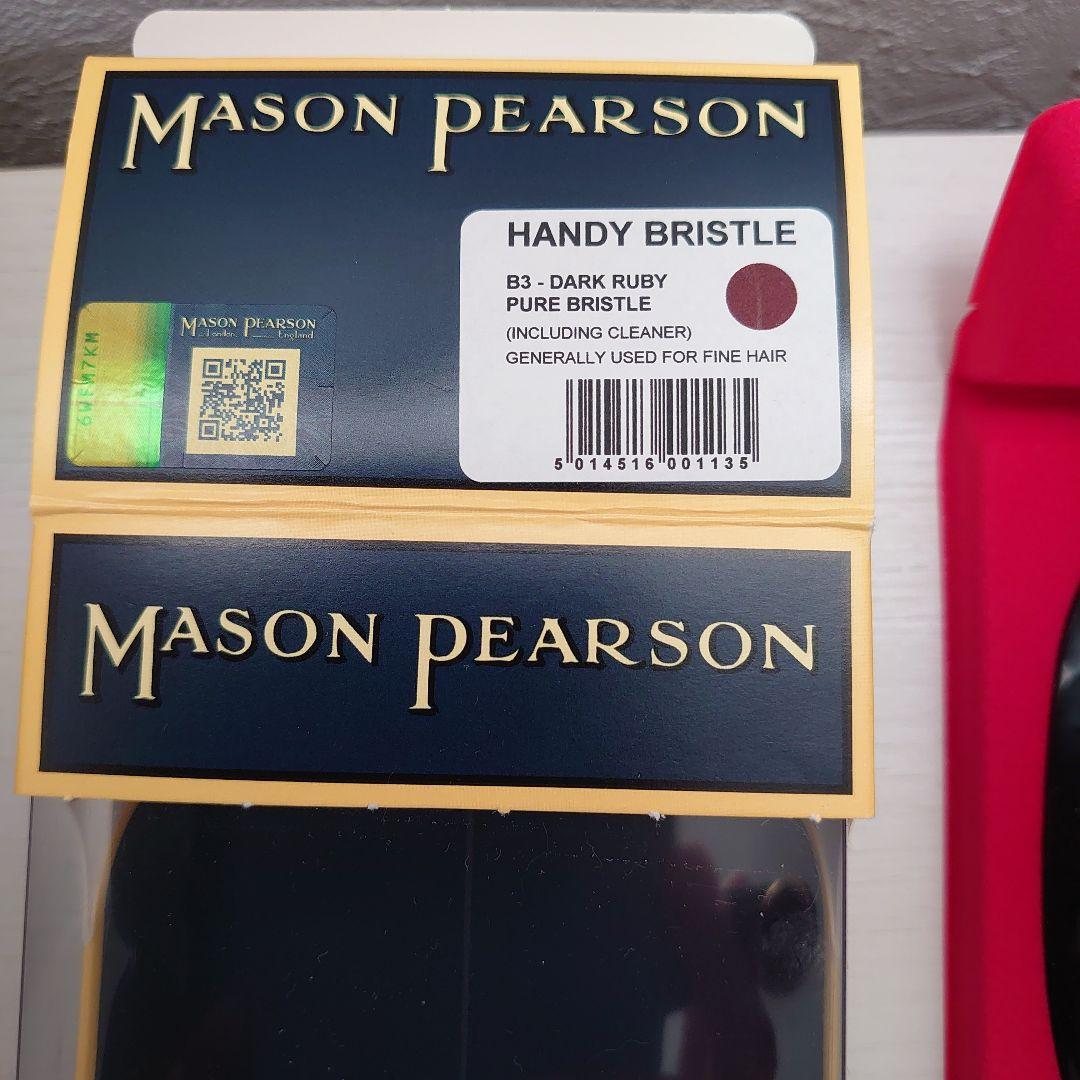 MASON PEARSON
HANDY BRISTLE
B3 - DARK RUBY
PURE BRISTLE
(INCLUDING CLEANER)
GENERALLY USED FOR FINE HAIR
5 014516 001135
MASON PEARSON
London England
MASON PEARSON